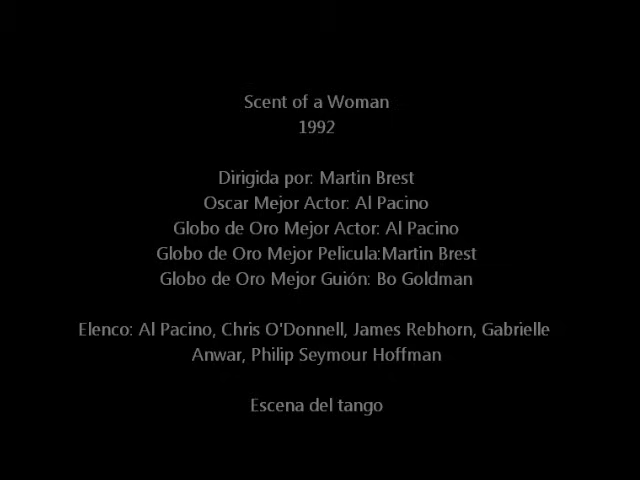 Scent of a Woman
1992
Dirigida por: Martin Brest
Oscar Mejor Actor: Al Pacino
Globo de Oro Mejor Actor: Al Pacino
Globo de Oro Mejor Pelicula:Martin Brest
Globo de Oro Mejor Guión: Bo Goldman
Elenco: Al Pacino, Chris O'Donnell, James Rebhorn, Gabrielle
Anwar, Philip Seymour Hoffman
Escena del tango